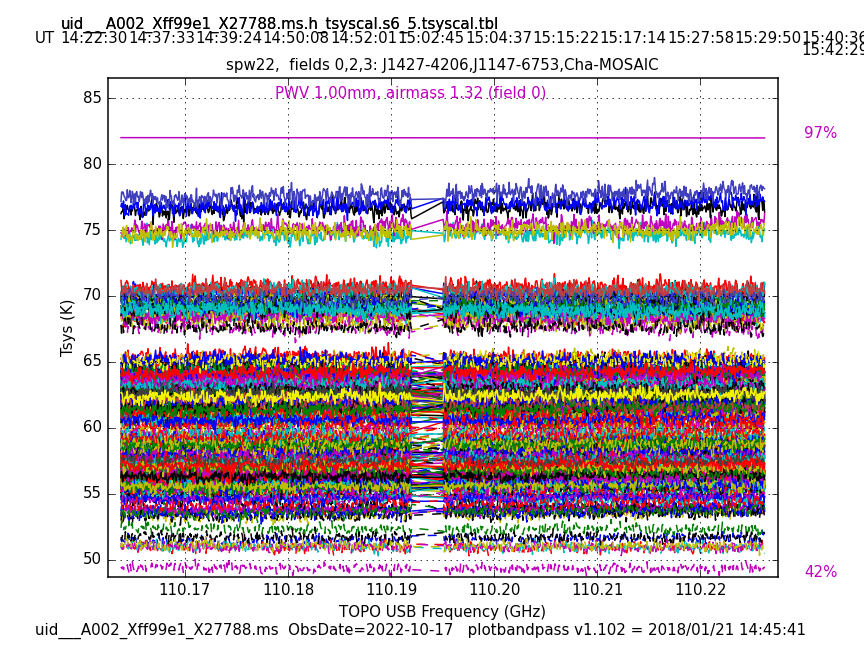 uid___A002_Xff99e1_X27788.ms.h_tsyscal.s6_5.tsyscal.tbl
UT 14:22:30 14:37:33 14:39:24 14:50:08 14:52:01 15:02:45 15:04:37 15:15:22 15:17:14 15:27:58 15:29:50 15:40:36
15:42:29
spw22, fields 0,2,3: J1427-4206,J1147-6753,Cha-MOSAIC
PWV 1.00mm, airmass 1.32 (field 0)
85
97%
80
75
70
Tsys (K)
65
60
55
50
42%
110.17 110.18 110.19 110.20 110.21 110.22
TOPO USB Frequency (GHz)
uid___A002_Xff99e1_X27788.ms ObsDate=2022-10-17 plotbandpass v1.102 = 2018/01/21 14:45:41